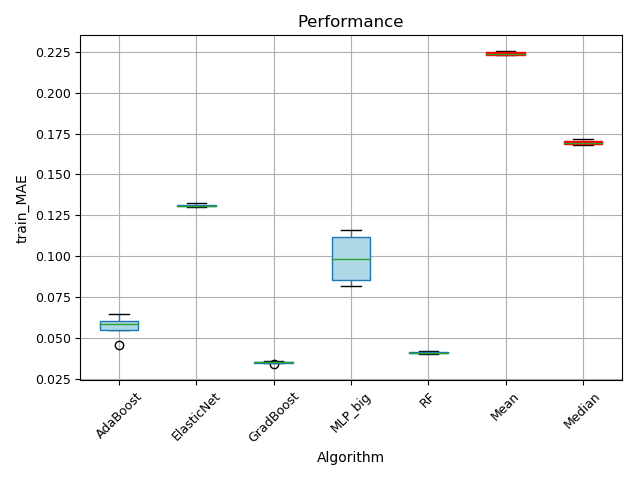 Performance
train_MAE
0.225
0.200
0.175
0.150
0.125
0.100
0.075
0.050
0.025
AdaBoost
ElasticNet
GradBoost
MLP_big
RF
Mean
Median
Algorithm